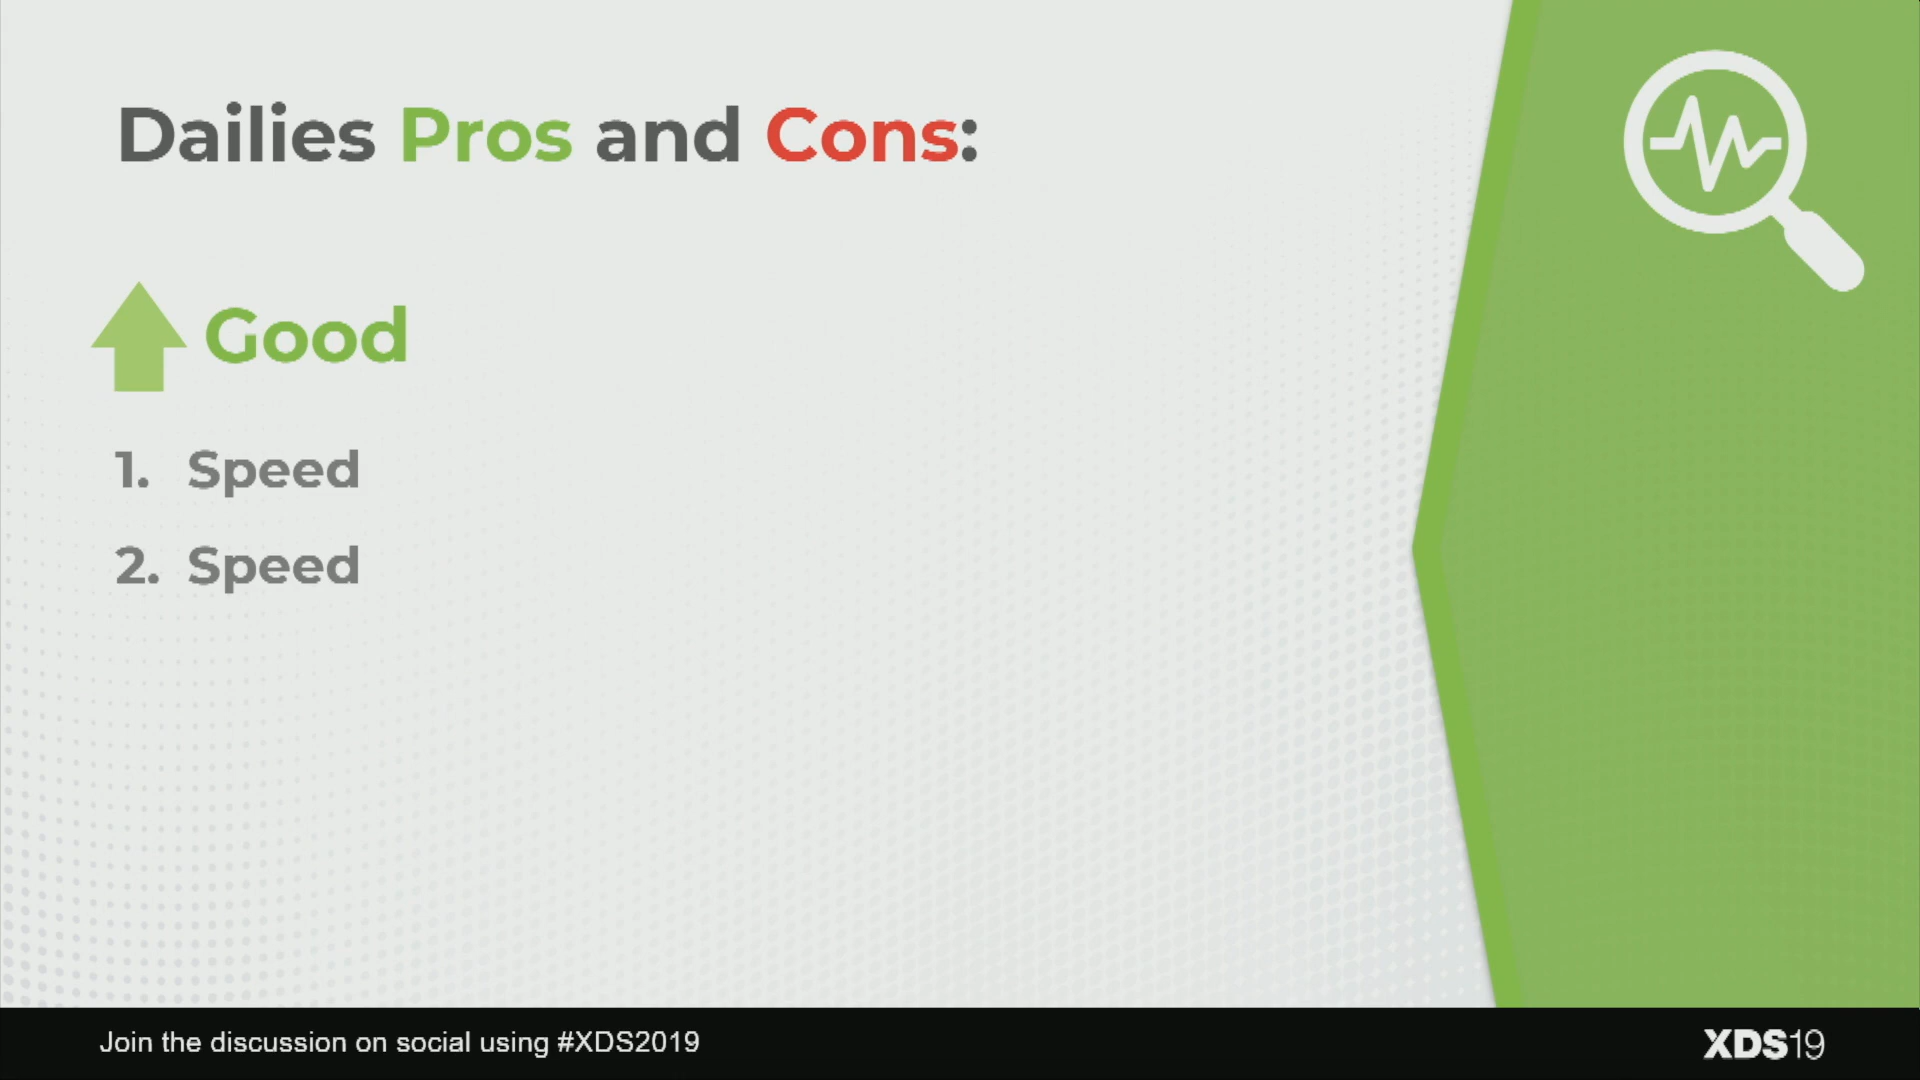 Dailies Pros and Cons:
Good
1. Speed
2. Speed
Join the discussion on social using #XDS2019
XDS19